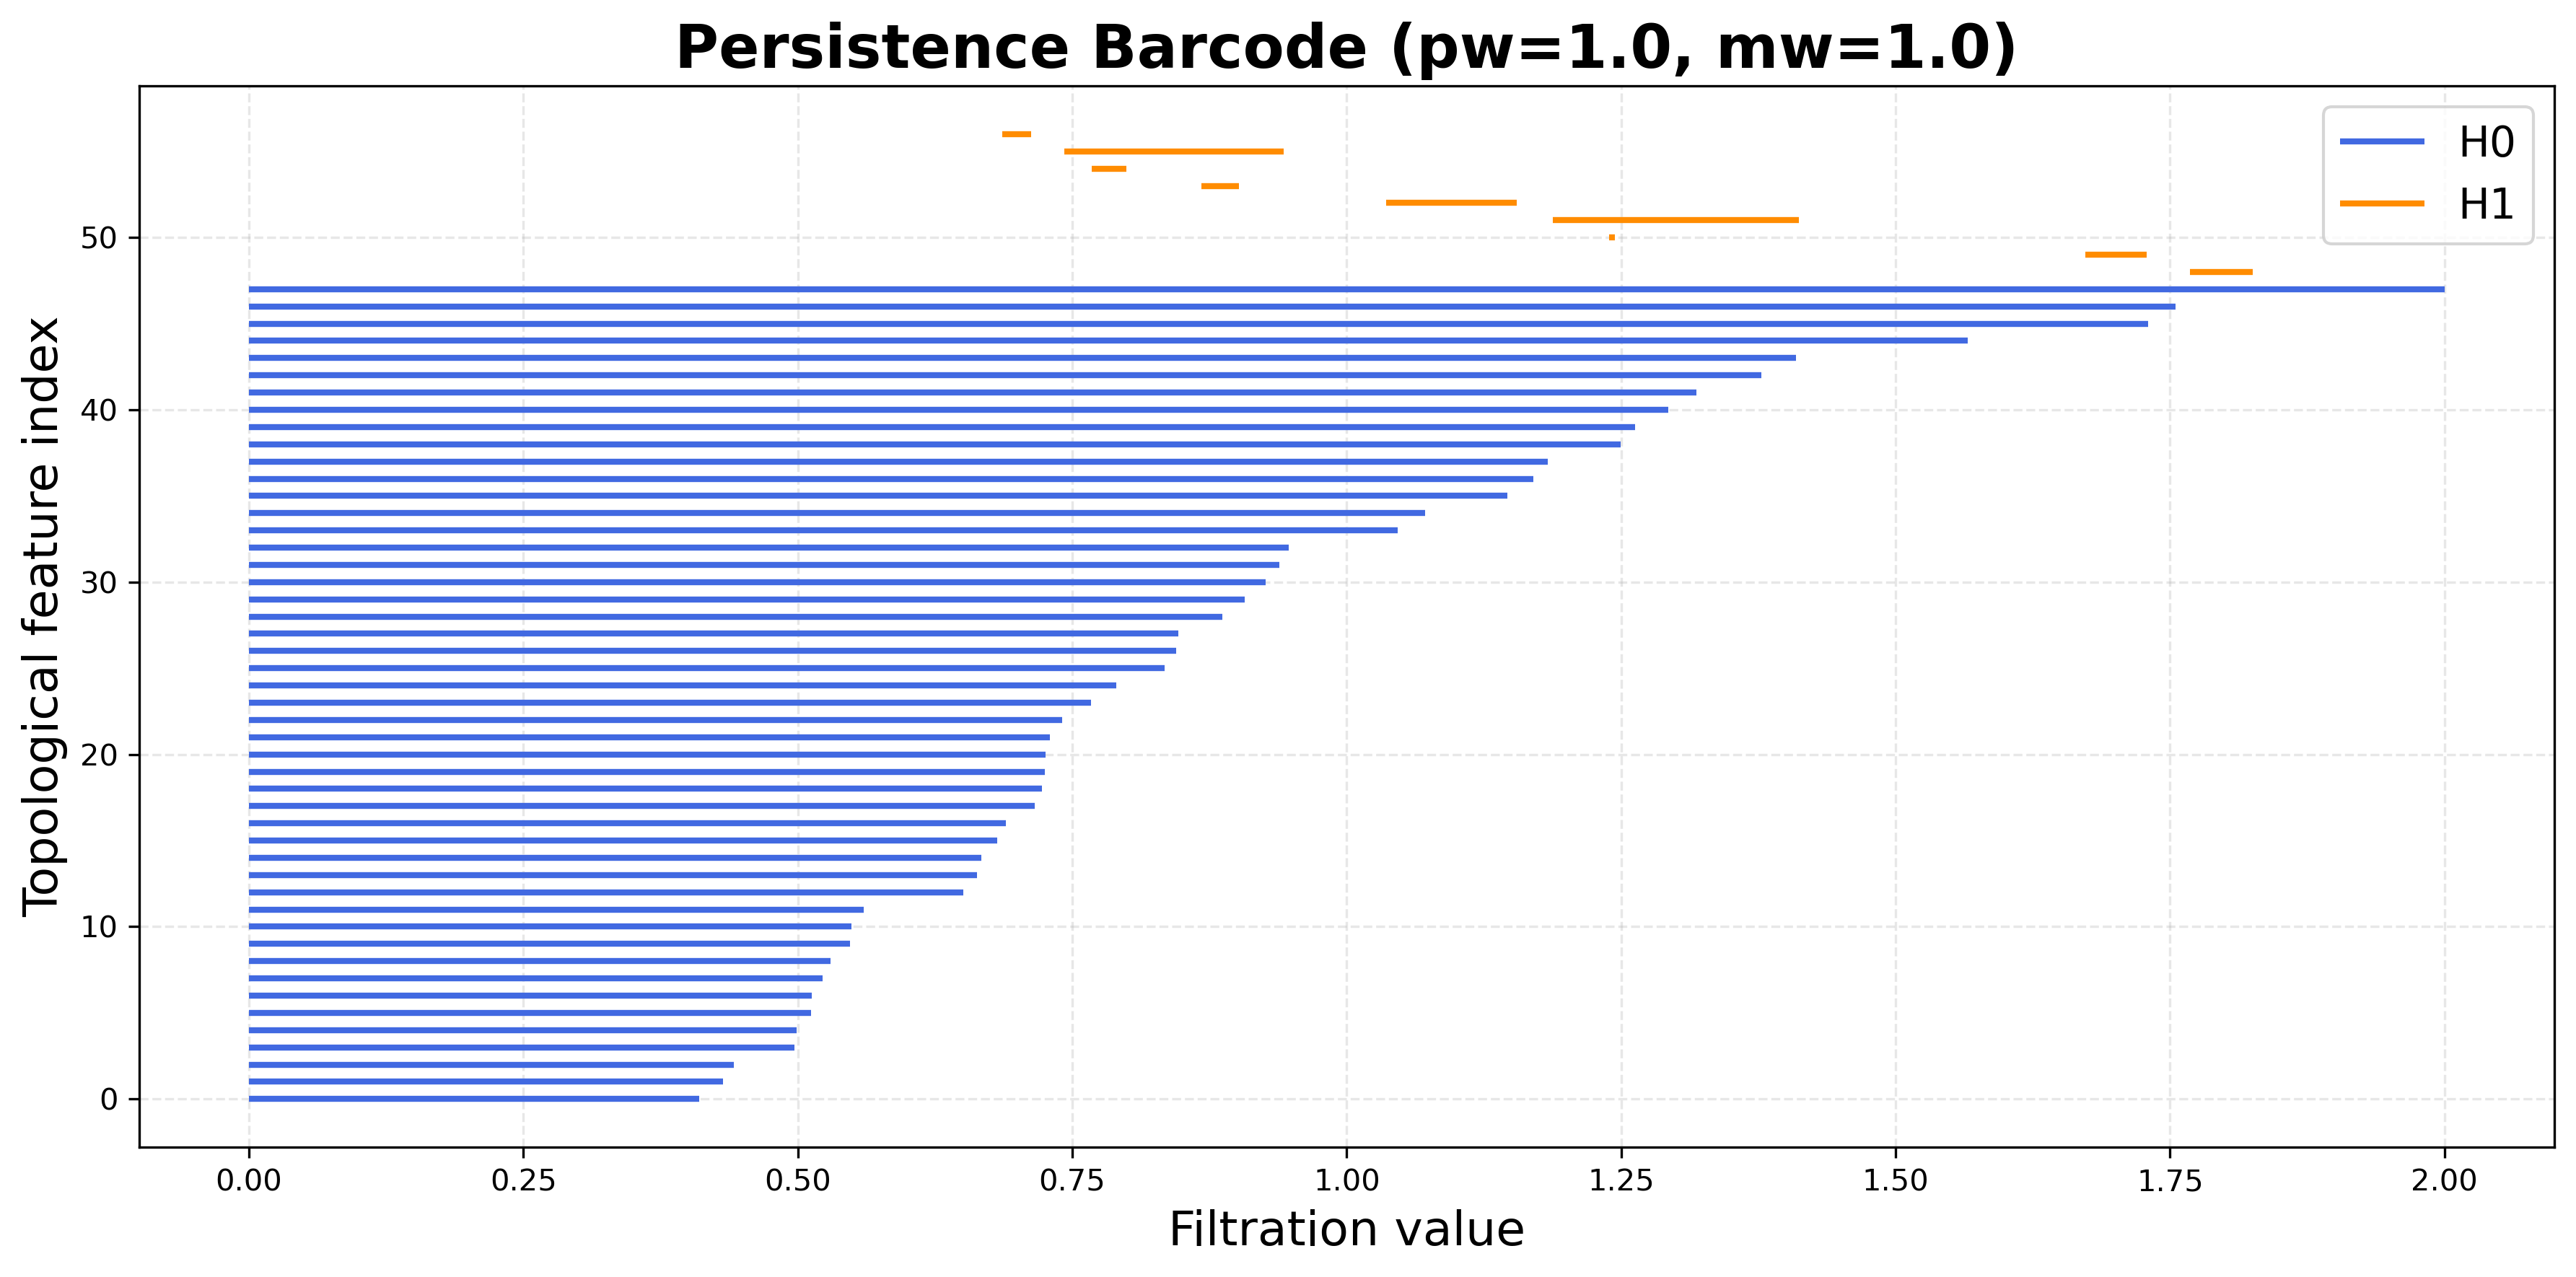 Persistence Barcode (pw=1.0, mw=1.0)
H0
H1
Topological feature index
50
40
30
20
10
0
0.00 0.25 0.50 0.75 1.00 1.25 1.50 1.75 2.00
Filtration value